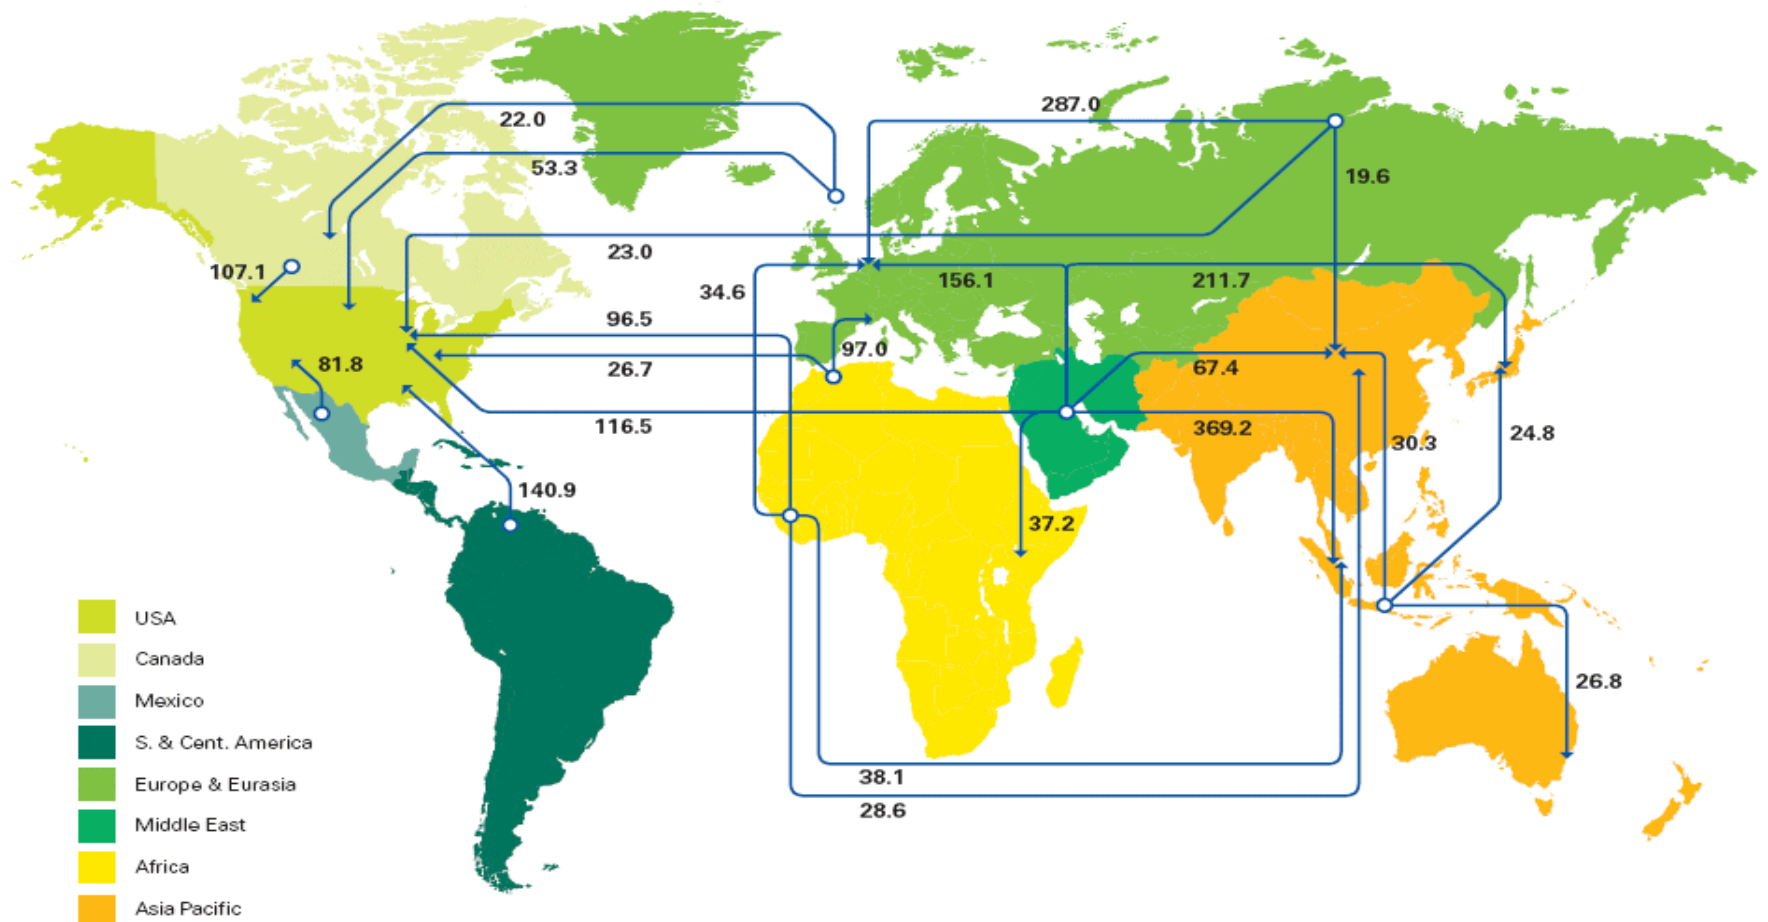 22.0
287.0
53.3
19.6
23.0
107.1
156.1
211.7
34.6
96.5
97.0
81.8
26.7
67.4
116.5
369.2
30.3
24.8
140.9
37.2
USA
Canada
26.8
Mexico
S. & Cent. America
38.1
Europe & Eurasia
28.6
Middle East
Africa
Asia Pacific